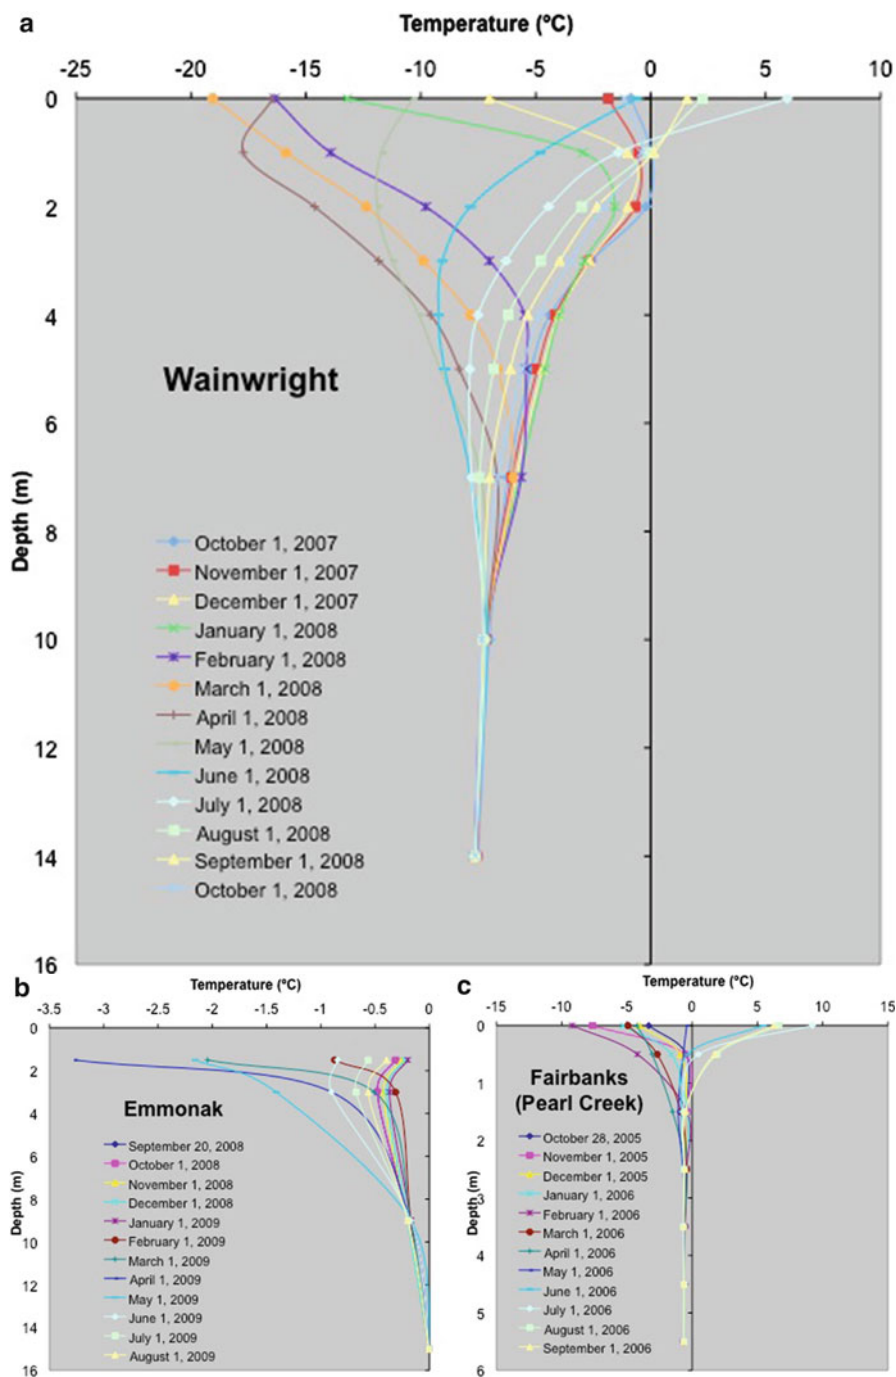 a
Temperature (ºC)
-25 -20 -15 -10 -5 0 5 10
0
2
4
6
8
10
12
14
16
Depth (m)
Wainwright
October 1, 2007
November 1, 2007
December 1, 2007
January 1, 2008
February 1, 2008
March 1, 2008
April 1, 2008
May 1, 2008
June 1, 2008
July 1, 2008
August 1, 2008
September 1, 2008
October 1, 2008
b
Temperature (ºC)
-3.5 -3 -2.5 -2 -1.5 -1 -0.5 0
0
2
4
6
8
10
12
14
16
Depth (m)
Emmonak
September 20, 2008
October 1, 2008
November 1, 2008
December 1, 2008
January 1, 2009
February 1, 2009
March 1, 2009
April 1, 2009
May 1, 2009
June 1, 2009
July 1, 2009
August 1, 2009
c
Temperature (ºC)
-15 -10 -5 0 5 10 15
0
1
2
3
4
5
6
Depth (m)
Fairbanks
(Pearl Creek)
October 28, 2005
November 1, 2005
December 1, 2005
January 1, 2006
February 1, 2006
March 1, 2006
April 1, 2006
May 1, 2006
June 1, 2006
July 1, 2006
August 1, 2006
September 1, 2006